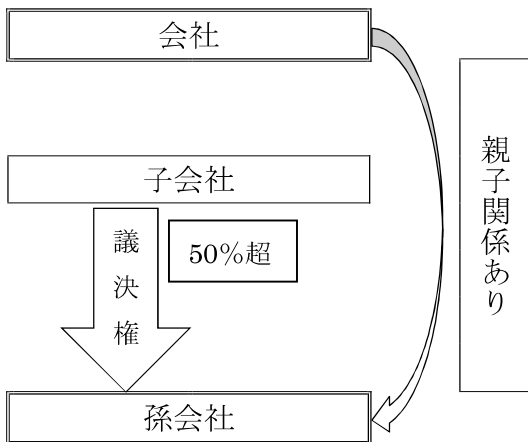 会社
子会社
議決権
50%超
孫会社
親子関係あり